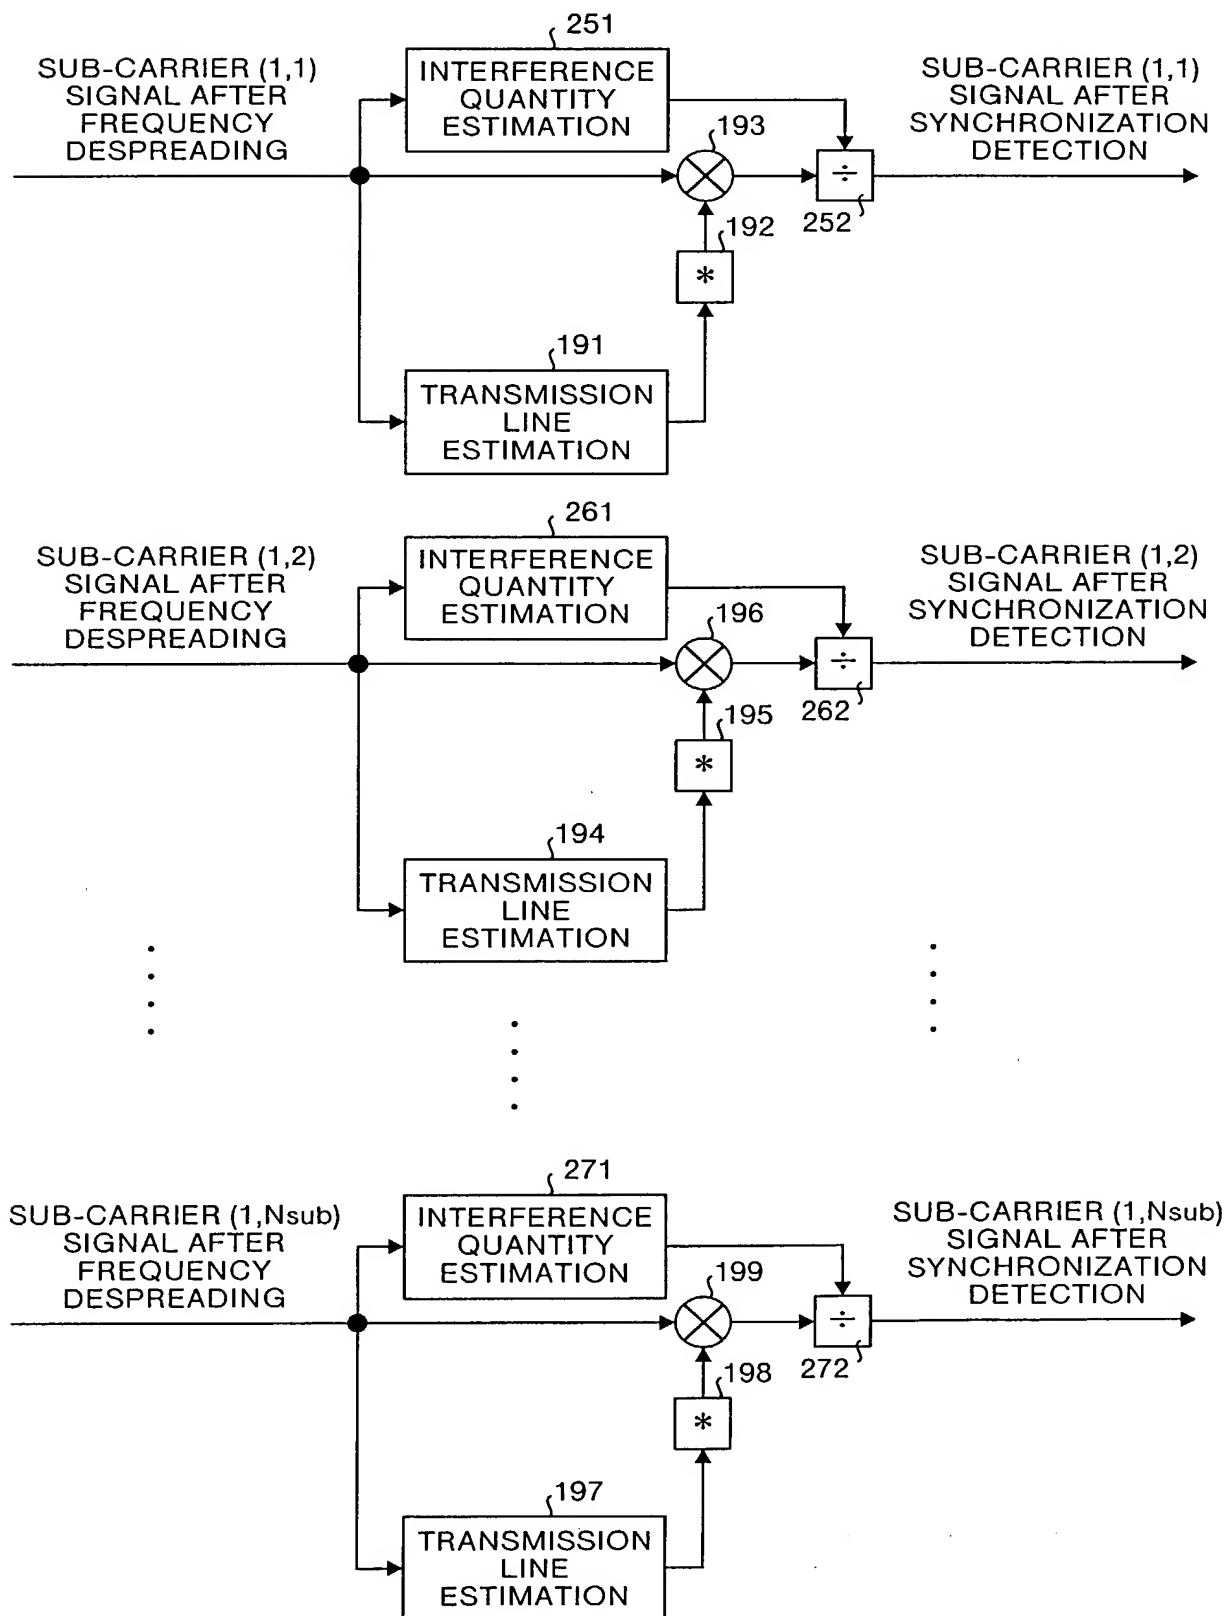 251
SUB-CARRIER (1,1)
SIGNAL AFTER
FREQUENCY
DESPREADING
INTERFERENCE
QUANTITY
ESTIMATION
SUB-CARRIER (1,1)
SIGNAL AFTER
SYNCHRONIZATION
DETECTION
193
÷
252
192
*
191
TRANSMISSION
LINE
ESTIMATION
261
SUB-CARRIER (1,2)
SIGNAL AFTER
FREQUENCY
DESPREADING
INTERFERENCE
QUANTITY
ESTIMATION
SUB-CARRIER (1,2)
SIGNAL AFTER
SYNCHRONIZATION
DETECTION
196
÷
262
195
*
194
TRANSMISSION
LINE
ESTIMATION
271
SUB-CARRIER (1,Nsub)
SIGNAL AFTER
FREQUENCY
DESPREADING
INTERFERENCE
QUANTITY
ESTIMATION
SUB-CARRIER (1,Nsub)
SIGNAL AFTER
SYNCHRONIZATION
DETECTION
199
÷
272
198
*
197
TRANSMISSION
LINE
ESTIMATION